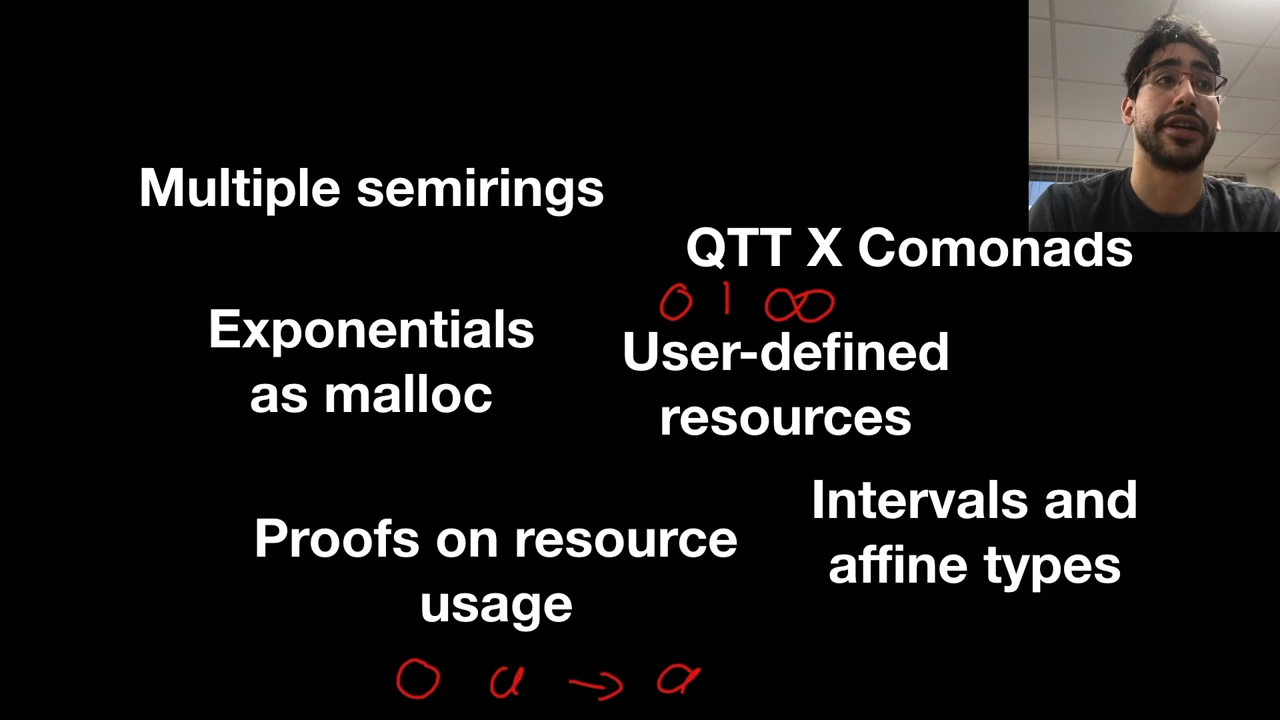 Multiple semirings
QTT X Comonads
0 1 ∞
Exponentials
as malloc
User-defined
resources
Intervals and
affine types
Proofs on resource
usage
0 a → a